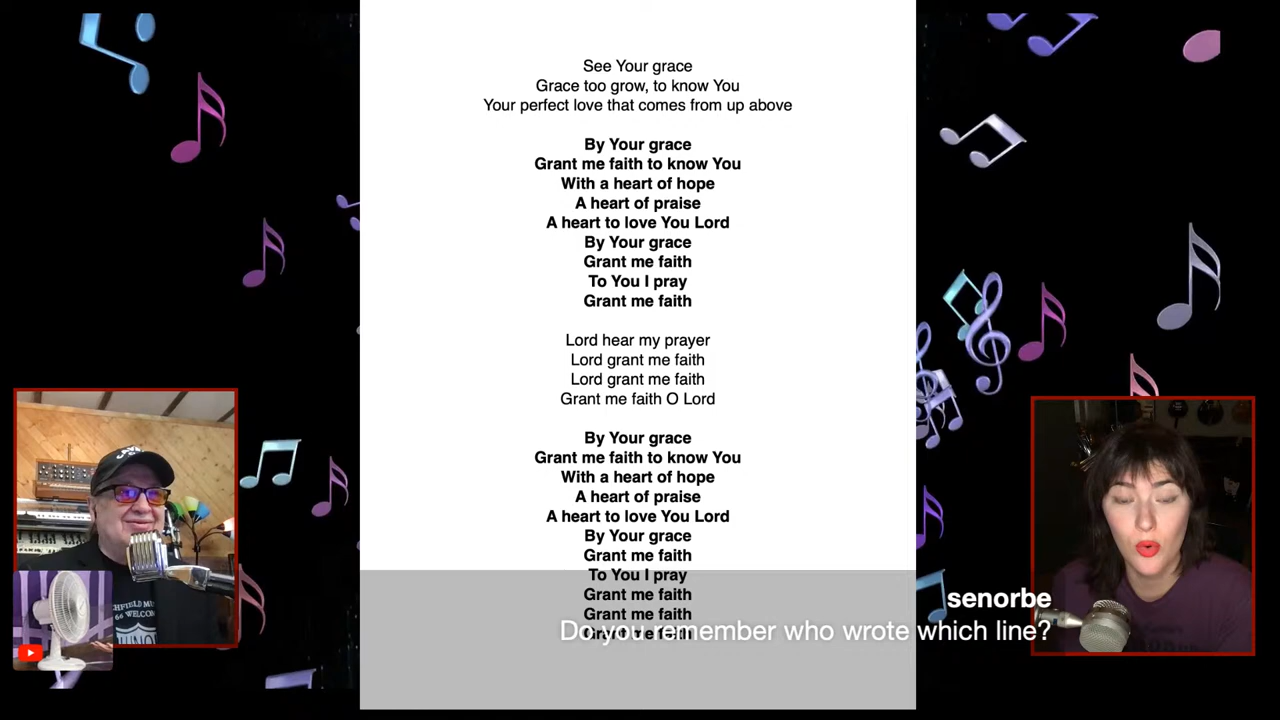 See Your grace
Grace too grow, to know You
Your perfect love that comes from up above
By Your grace
Grant me faith to know You
With a heart of hope
A heart of praise
A heart to love You Lord
By Your grace
Grant me faith
To You I pray
Grant me faith
Lord hear my prayer
Lord grant me faith
Lord grant me faith
Grant me faith O Lord
By Your grace
Grant me faith to know You
With a heart of hope
A heart of praise
A heart to love You Lord
By Your grace
Grant me faith
To You I pray
Grant me faith
Grant me faith
Grant me faith
senorbe
Do you remember who wrote which line?